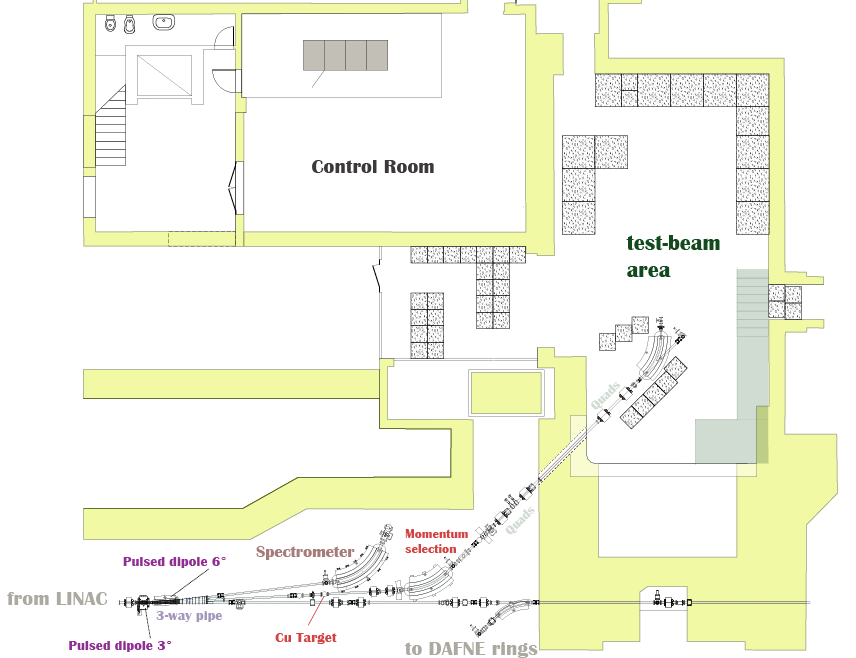 Control Room
test-beam
area
Quads
Quads
Momentum
selection
Spectrometer
Pulsed dipole 6°
from LINAC
3-way pipe
Cu Target
Pulsed dipole 3°
to DAFNE rings